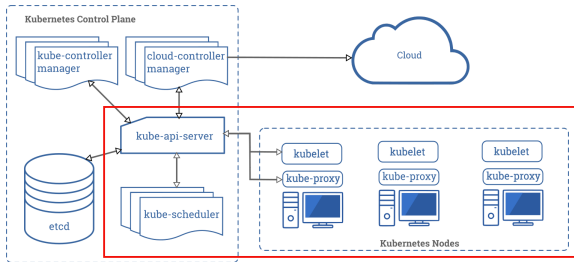 Kubernetes Control Plane
kube-controller
manager
cloud-controller
manager
Cloud
kube-api-server
kubelet
kubelet
kubelet
kube-proxy
kube-proxy
kube-proxy
kube-scheduler
etcd
Kubernetes Nodes